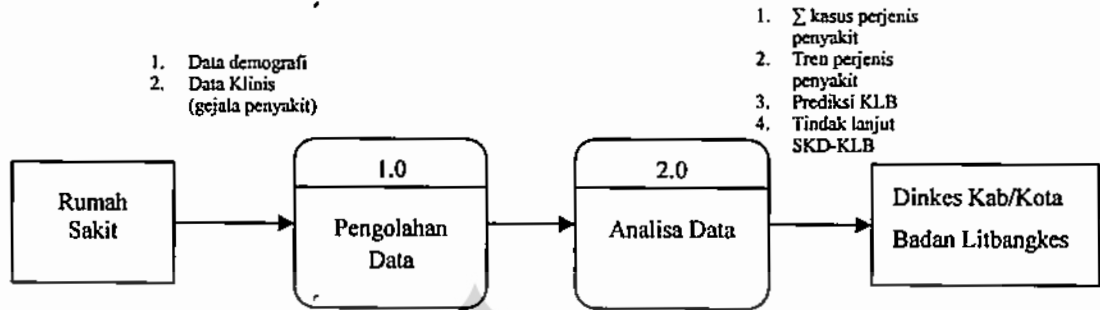 1. Data demografi
2. Data Klinis
(gejala penyakit)
1. ∑ kasus perjenis
penyakit
2. Tren perjenis
penyakit
3. Prediksi KLB
4. Tindak lanjut
SKD-KLB
Rumah
Sakit
1.0
Pengolahan
Data
2.0
Analisa Data
Dinkes Kab/Kota
Badan Litbangkes